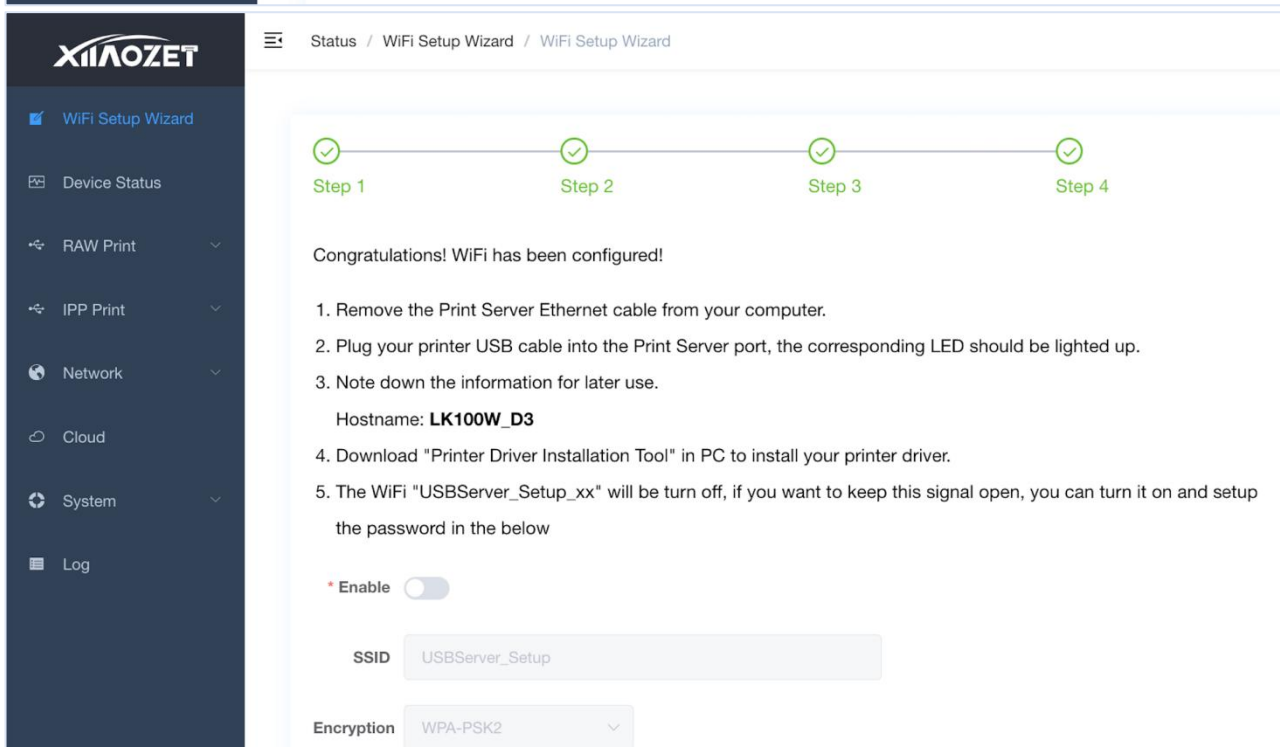 XIIAOZET
Status / WiFi Setup Wizard / WiFi Setup Wizard
WiFi Setup Wizard
Device Status
RAW Print
IPP Print
Network
Cloud
System
Log
Step 1
Step 2
Step 3
Step 4
Congratulations! WiFi has been configured!
1. Remove the Print Server Ethernet cable from your computer.
2. Plug your printer USB cable into the Print Server port, the corresponding LED should be lighted up.
3. Note down the information for later use.
Hostname: LK100W_D3
4. Download "Printer Driver Installation Tool" in PC to install your printer driver.
5. The WiFi "USBServer_Setup_xx" will be turn off, if you want to keep this signal open, you can turn it on and setup
the password in the below
* Enable
SSID USBServer_Setup
Encryption WPA-PSK2